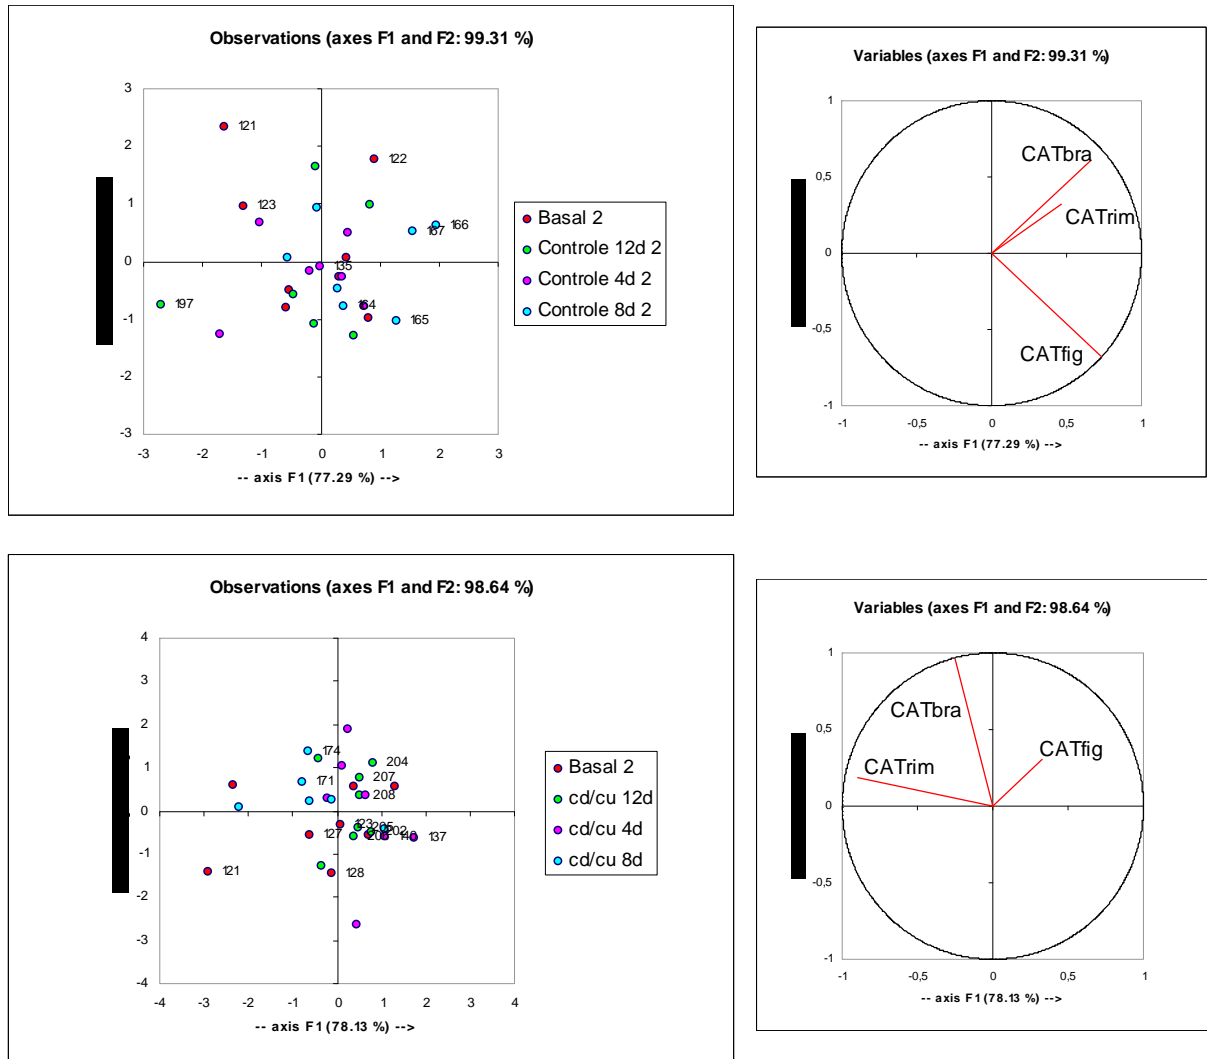 Observations (axes F1 and F2: 99.31 %)
3
2
1
0
-1
-2
-3
-3 -2 -1 0 1 2 3
121
122
123
166
167
135
197
164
165
-- axis F1 (77.29 %) -->
Basal 2
Controle 12d 2
Controle 4d 2
Controle 8d 2
Variables (axes F1 and F2: 99.31 %)
1
0,5
0
-0,5
-1
-1 -0,5 0 0,5 1
CATbra
CATrim
CATfig
-- axis F1 (77.29 %) -->
Observations (axes F1 and F2: 98.64 %)
4
3
2
1
0
-1
-2
-3
-4
-4 -3 -2 -1 0 1 2 3 4
174
204
171
207
208
123
205
127
202
137
121
128
-- axis F1 (78.13 %) -->
Basal 2
cd/cu 12d
cd/cu 4d
cd/cu 8d
Variables (axes F1 and F2: 98.64 %)
1
0,5
0
-0,5
-1
-1 -0,5 0 0,5 1
CATbra
CATfig
CATrim
-- axis F1 (78.13 %) -->